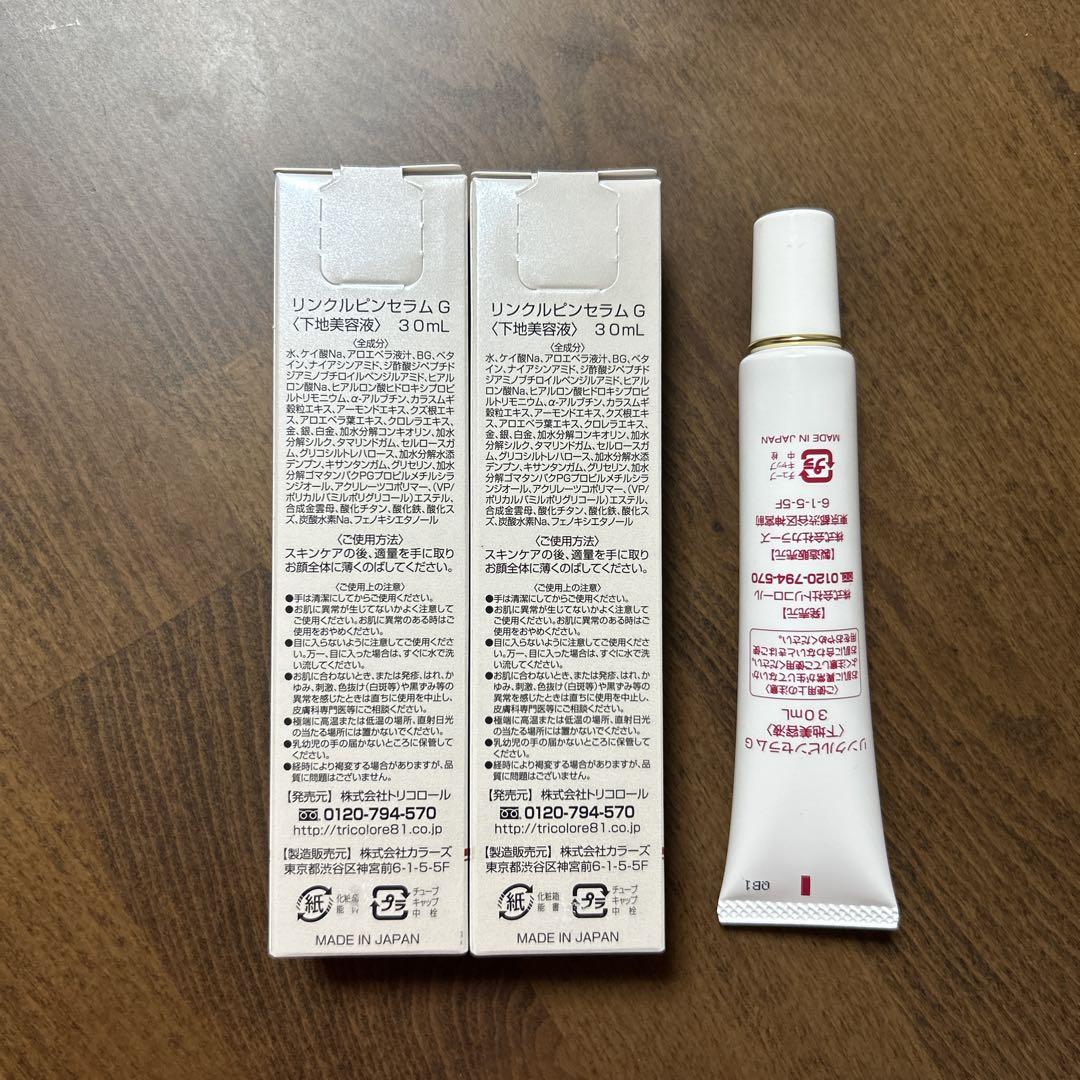 リンクルピンセラム G
〈下地美容液〉 30mL
〈全成分〉
水、ケイ酸Na、アロエベラ液汁、BG、ベタ
イン、ナイアシンアミド、ジ酢酸ジペプチド
ジアミノブチロイルベンジルアミド、ヒアル
ロン酸Na、ヒアルロン酸ヒドロキシプロピ
ルトリモニウム、α-アルブチン、カラスムギ
穀粒エキス、アーモンドエキス、クズ根エキ
ス、アロエベラ葉エキス、クロレラエキス、
金、銀、白金、加水分解コンキオリン、加水
分解シルク、タマリンドガム、セルロースガ
ム、グリコシルトレハロース、加水分解水添
デンプン、キサンタンガム、グリセリン、加水
分解ゴマタンパクPGプロピルメチルシラ
ンジオール、アクリレーツコポリマー、(VP/
ポリカルバミルポリグリコール)エステル、
合成金雲母、酸化チタン、酸化鉄、酸化ス
ズ、炭酸水素Na、フェノキシエタノール
〈ご使用方法〉
スキンケアの後、適量を手に取り
お顔全体に薄くのばしてください。
〈ご使用上の注意〉
●手は清潔にしてからご使用ください。
●お肌に異常が生じてないかよく注意して
ご使用ください。お肌に異常のある時はご
使用をおやめください。
●目に入らないように注意してご使用くださ
い。万一、目に入った場合は、すぐに水で洗
い流してください。
●お肌に合わないとき、または発疹、はれ、か
ゆみ、刺激、色抜け(白斑等)や黒ずみ等の
異常を感じたときは直ちに使用を中止し、
皮膚科専門医等にご相談ください。
●極端に高温または低温の場所、直射日光
の当たる場所には置かないでください。
●乳幼児の手の届かないところに保管して
ください。
●経時により褐変する場合がありますが、品
質に問題はございません。
【発売元】 株式会社トリコロール
0120-794-570
http://tricolore81.co.jp
【製造販売元】 株式会社カラーズ
東京都渋谷区神宮前6-1-5-5F
紙 化粧箱 プラ チューブ
能 キャップ
中 栓
MADE IN JAPAN
リンクルピンセラム G
〈下地美容液〉 30mL
〈全成分〉
水、ケイ酸Na、アロエベラ液汁、BG、ベタ
イン、ナイアシンアミド、ジ酢酸ジペプチド
ジアミノブチロイルベンジルアミド、ヒアル
ロン酸Na、ヒアルロン酸ヒドロキシプロピ
ルトリモニウム、α-アルブチン、カラスムギ
穀粒エキス、アーモンドエキス、クズ根エキ
ス、アロエベラ葉エキス、クロレラエキス、
金、銀、白金、加水分解コンキオリン、加水
分解シルク、タマリンドガム、セルロースガ
ム、グリコシルトレハロース、加水分解水添
デンプン、キサンタンガム、グリセリン、加水
分解ゴマタンパクPGプロピルメチルシラ
ンジオール、アクリレーツコポリマー、(VP/
ポリカルバミルポリグリコール)エステル、
合成金雲母、酸化チタン、酸化鉄、酸化ス
ズ、炭酸水素Na、フェノキシエタノール
〈ご使用方法〉
スキンケアの後、適量を手に取り
お顔全体に薄くのばしてください。
〈ご使用上の注意〉
●手は清潔にしてからご使用ください。
●お肌に異常が生じてないかよく注意して
ご使用ください。お肌に異常のある時はご
使用をおやめください。
●目に入らないように注意してご使用くださ
い。万一、目に入った場合は、すぐに水で洗
い流してください。
●お肌に合わないとき、または発疹、はれ、か
ゆみ、刺激、色抜け(白斑等)や黒ずみ等の
異常を感じたときは直ちに使用を中止し、
皮膚科専門医等にご相談ください。
●極端に高温または低温の場所、直射日光
の当たる場所には置かないでください。
●乳幼児の手の届かないところに保管して
ください。
●経時により褐変する場合がありますが、品
質に問題はございません。
【発売元】 株式会社トリコロール
0120-794-570
http://tricolore81.co.jp
【製造販売元】 株式会社カラーズ
東京都渋谷区神宮前6-1-5-5F
紙 化粧箱 プラ チューブ
能 書 キャップ
中 栓
MADE IN JAPAN
リンクルピンセラム G
〈下地美容液〉
30mL
〈ご使用上の注意〉
お肌に異常が生じてないか
よく注意してご使用ください。
お肌に合わないときはご使
用をおやめください。
【発売元】
株式会社トリコロール
0120-794-570
【製造販売元】
株式会社カラーズ
東京都渋谷区神宮前
6-1-5-5F
プラ チューブ
キャップ
中 栓
MADE IN JAPAN
QB1